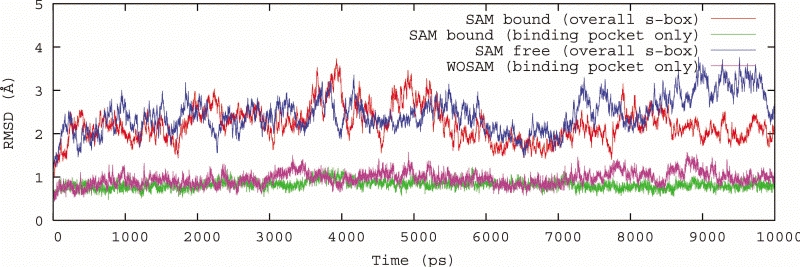 5
4
3
2
1
0
RMSD (Å)
SAM bound (overall s-box)
SAM bound (binding pocket only)
SAM free (overall s-box)
WOSAM (binding pocket only)
0 1000 2000 3000 4000 5000 6000 7000 8000 9000 10000
Time (ps)